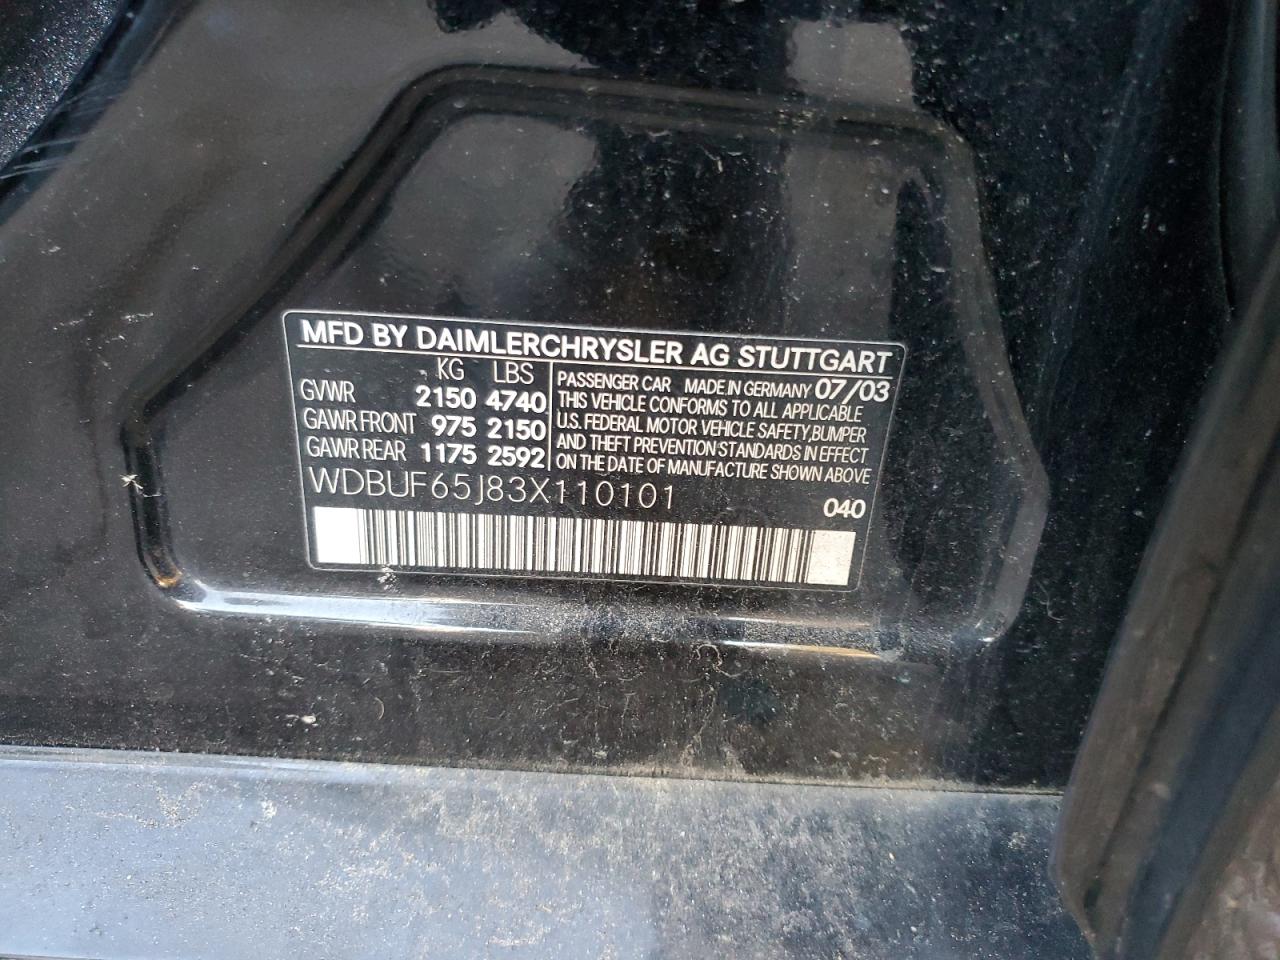 MFD BY DAIMLERCHRYSLER AG STUTTGART
KG LBS
GVWR 2150 4740
GAWR FRONT 975 2150
GAWR REAR 1175 2592
PASSENGER CAR MADE IN GERMANY 07/03
THIS VEHICLE CONFORMS TO ALL APPLICABLE
U.S. FEDERAL MOTOR VEHICLE SAFETY, BUMPER
AND THEFT PREVENTION STANDARDS IN EFFECT
ON THE DATE OF MANUFACTURE SHOWN ABOVE
WDBUF65J83X110101
040